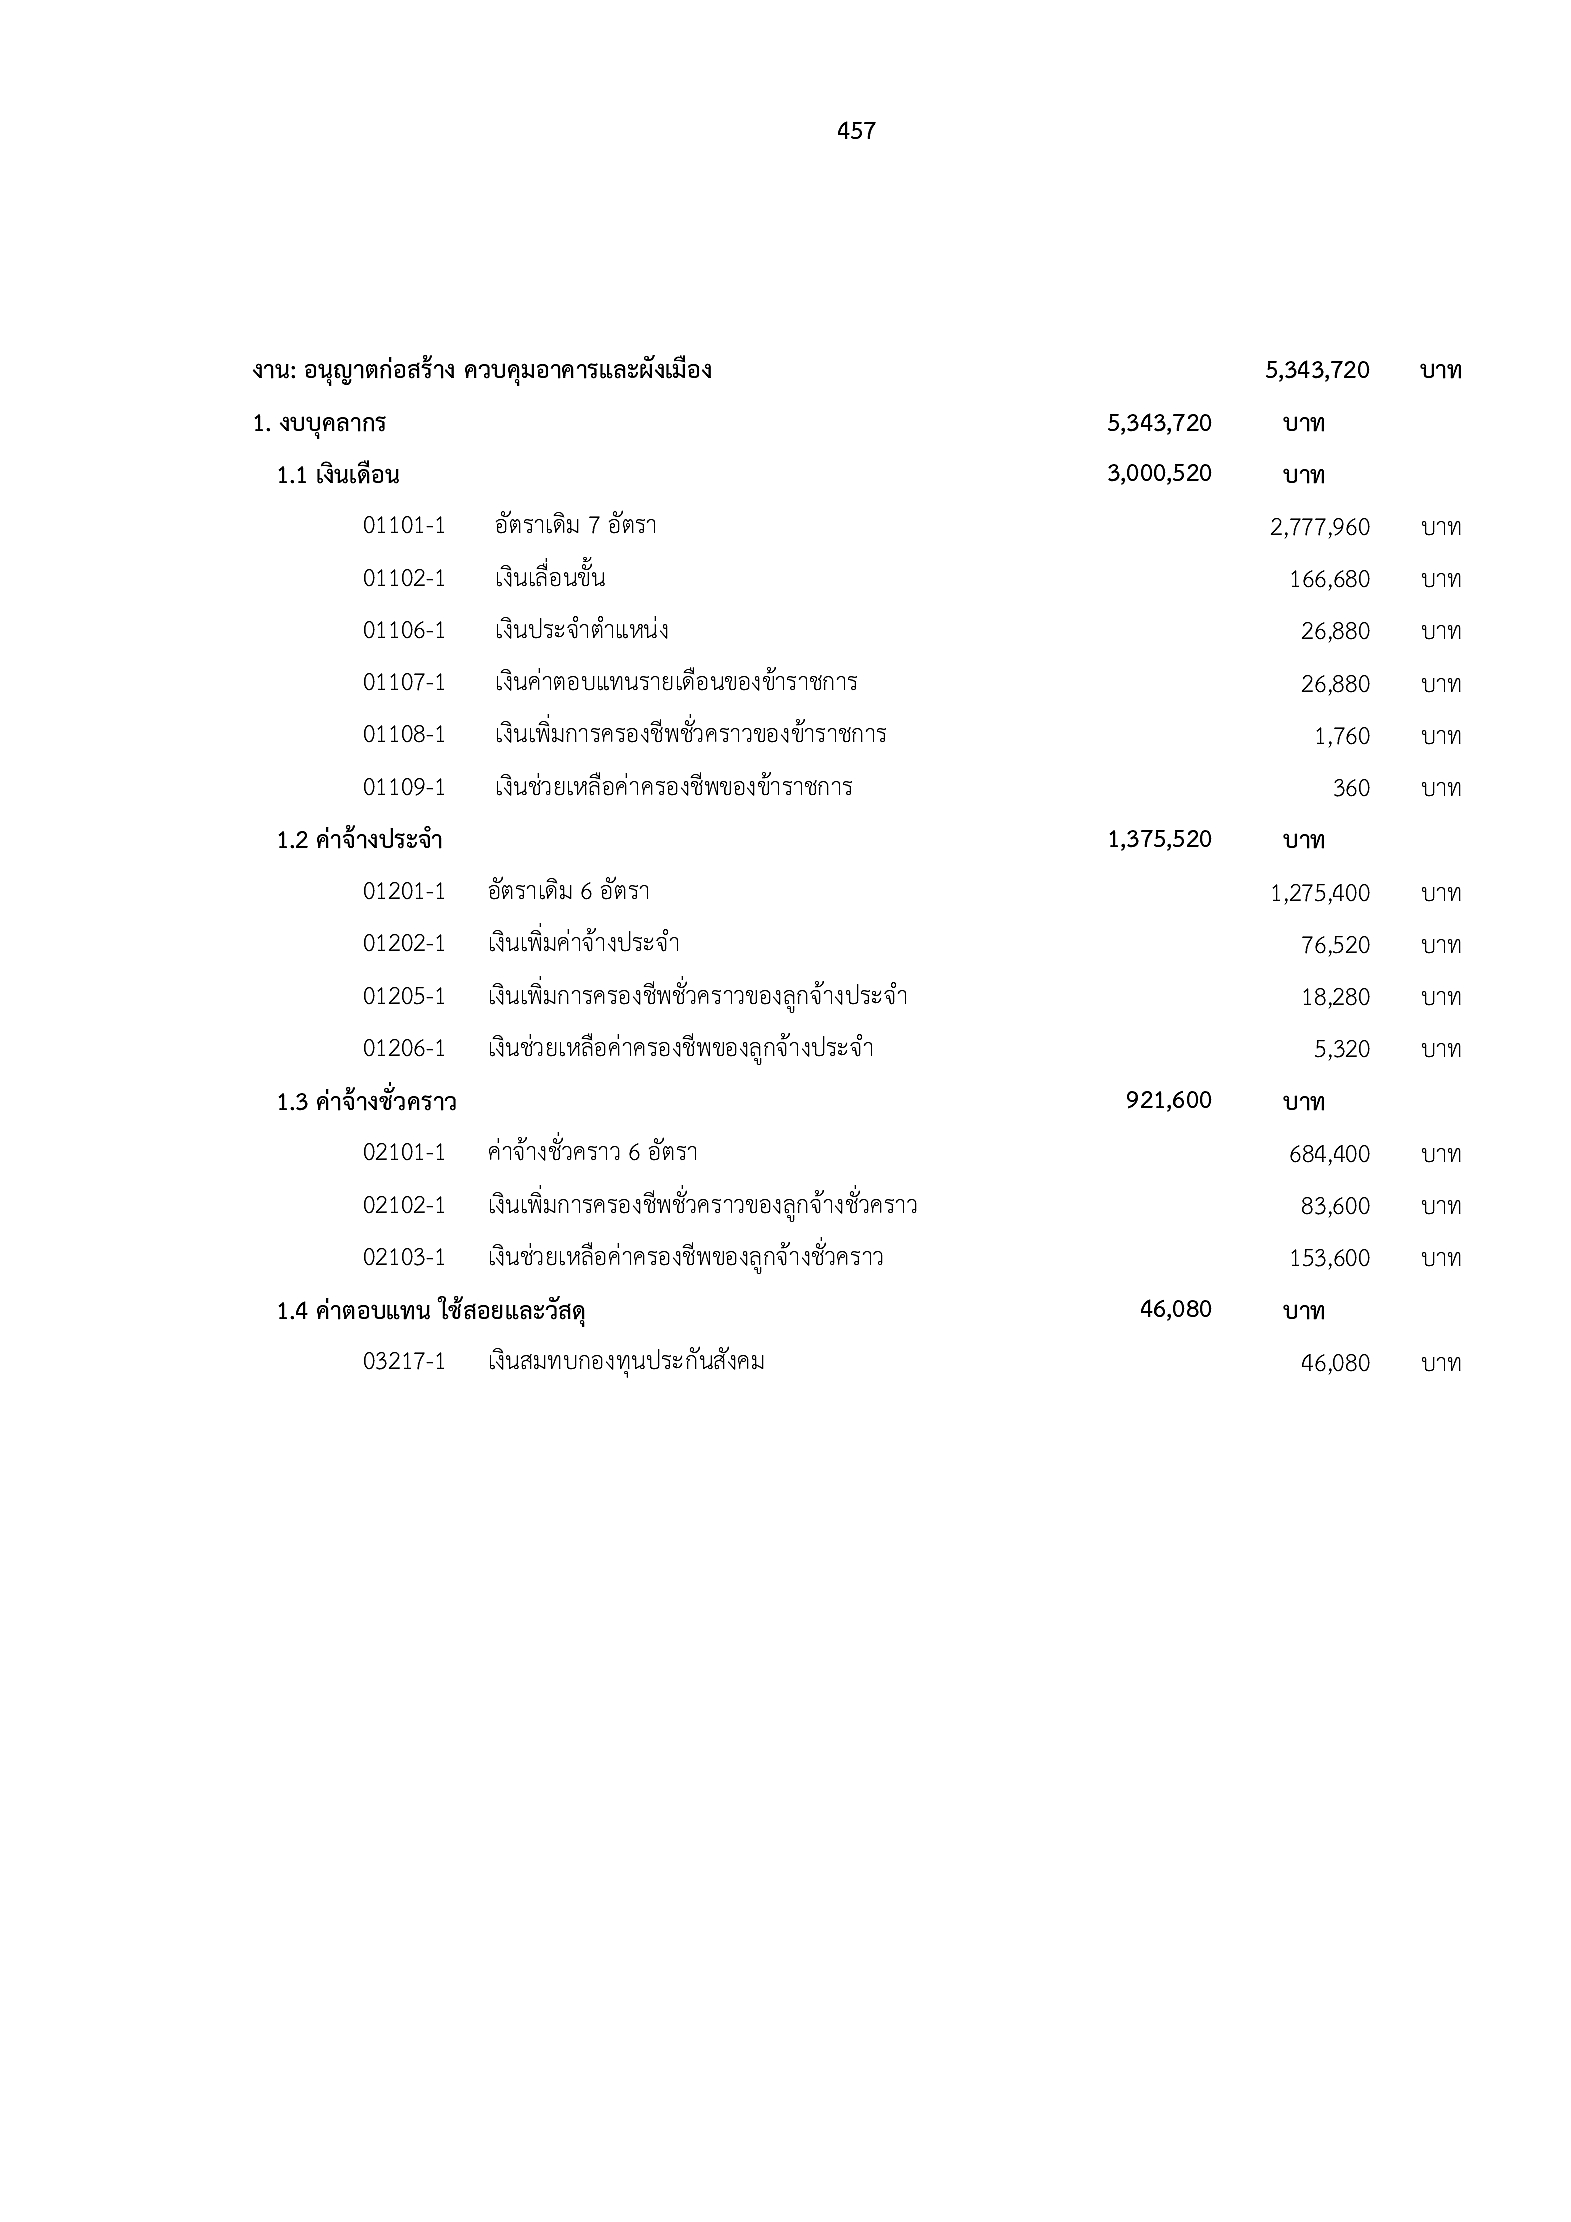 457
งาน: อนุญาตก่อสร้าง ควบคุมอาคารและผังเมือง 5,343,720 บาท
1. งบบุคลากร 5,343,720 บาท
1.1 เงินเดือน 3,000,520 บาท
01101-1 อัตราเดิม 7 อัตรา 2,777,960 บาท
01102-1 เงินเลื่อนขั้น 166,680 บาท
01106-1 เงินประจำตำแหน่ง 26,880 บาท
01107-1 เงินค่าตอบแทนรายเดือนของข้าราชการ 26,880 บาท
01108-1 เงินเพิ่มการครองชีพชั่วคราวของข้าราชการ 1,760 บาท
01109-1 เงินช่วยเหลือค่าครองชีพของข้าราชการ 360 บาท
1.2 ค่าจ้างประจำ 1,375,520 บาท
01201-1 อัตราเดิม 6 อัตรา 1,275,400 บาท
01202-1 เงินเพิ่มค่าจ้างประจำ 76,520 บาท
01205-1 เงินเพิ่มการครองชีพชั่วคราวของลูกจ้างประจำ 18,280 บาท
01206-1 เงินช่วยเหลือค่าครองชีพของลูกจ้างประจำ 5,320 บาท
1.3 ค่าจ้างชั่วคราว 921,600 บาท
02101-1 ค่าจ้างชั่วคราว 6 อัตรา 684,400 บาท
02102-1 เงินเพิ่มการครองชีพชั่วคราวของลูกจ้างชั่วคราว 83,600 บาท
02103-1 เงินช่วยเหลือค่าครองชีพของลูกจ้างชั่วคราว 153,600 บาท
1.4 ค่าตอบแทน ใช้สอยและวัสดุ 46,080 บาท
03217-1 เงินสมทบกองทุนประกันสังคม 46,080 บาท